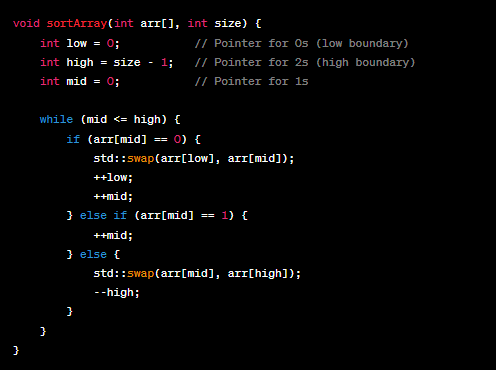 void sortArray(int arr[], int size) {
    int low = 0;           // Pointer for 0s (low boundary)
    int high = size - 1;   // Pointer for 2s (high boundary)
    int mid = 0;           // Pointer for 1s

    while (mid <= high) {
        if (arr[mid] == 0) {
            std::swap(arr[low], arr[mid]);
            ++low;
            ++mid;
        } else if (arr[mid] == 1) {
            ++mid;
        } else {
            std::swap(arr[mid], arr[high]);
            --high;
        }
    }
}